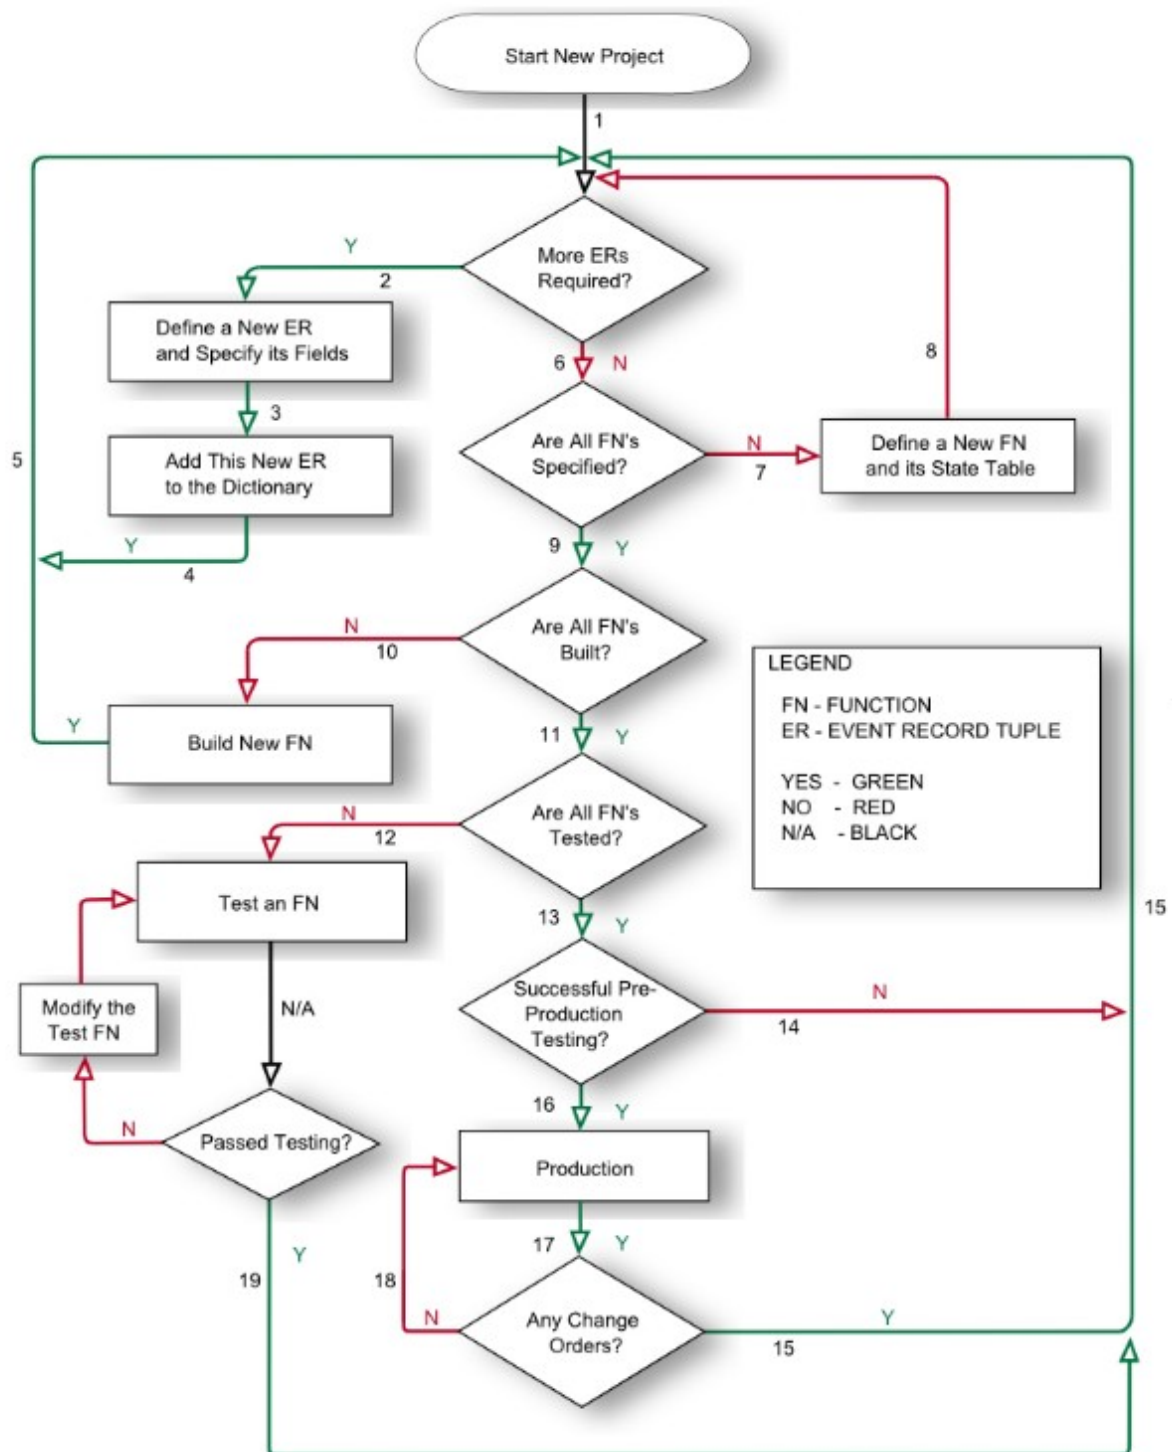 Start New Project
1
More ERs
Required?
Y
2
Define a New ER
and Specify its Fields
3
Add This New ER
to the Dictionary
Y
4
5
6
N
Are All FN's
Specified?
N
7
Define a New FN
and its State Table
8
9
Y
Are All FN's
Built?
N
10
Build New FN
Y
LEGEND
FN - FUNCTION
ER - EVENT RECORD TUPLE
YES - GREEN
NO - RED
N/A - BLACK
11
Y
Are All FN's
Tested?
N
12
Test an FN
N/A
Modify the
Test FN
N
Passed Testing?
Y
19
13
Y
Successful Pre-
Production
Testing?
N
14
15
16
Y
Production
17
Y
18
N
Any Change
Orders?
Y
15